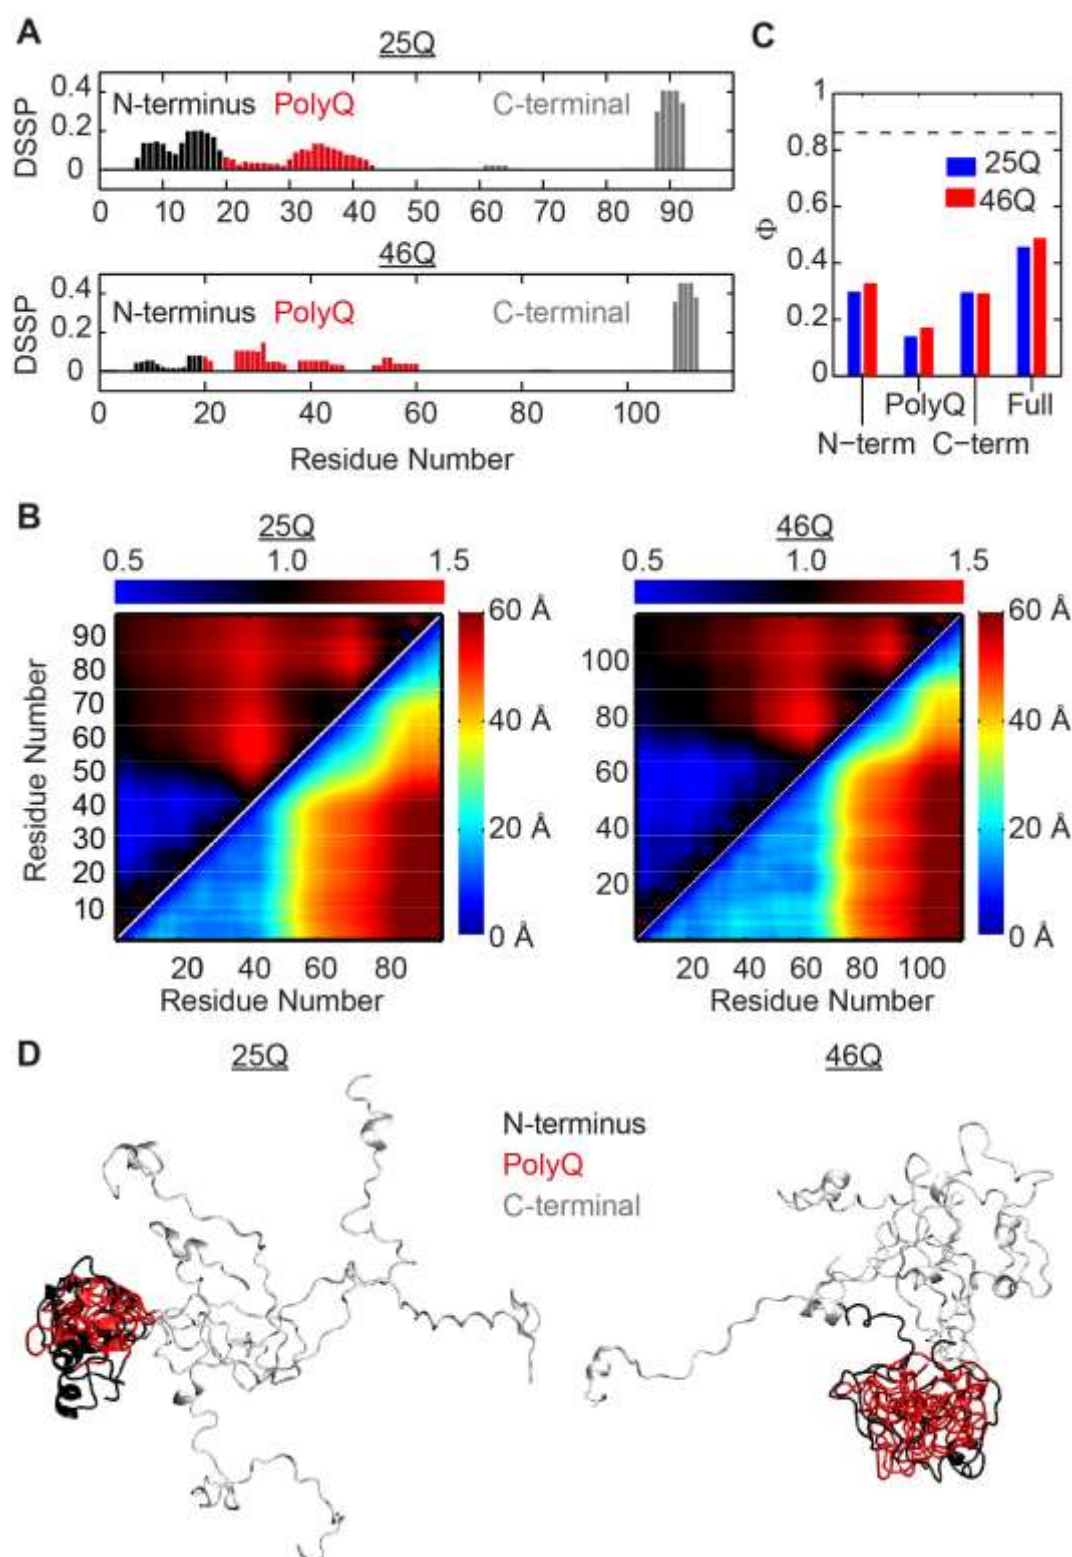 A
25Q
DSSP
0.4
0.2
0
N-terminus PolyQ C-terminal
0 10 20 30 40 50 60 70 80 90
46Q
DSSP
0.4
0.2
0
N-terminus PolyQ C-terminal
0 20 40 60 80 100
Residue Number
C
Φ
1
0.8
0.6
0.4
0.2
0
25Q
46Q
PolyQ Full
N-term C-term
B
25Q
0.5 1.0 1.5
Residue Number
90
80
70
60
50
40
30
20
10
60 Å
40 Å
20 Å
0 Å
20 40 60 80
Residue Number
46Q
0.5 1.0 1.5
100
80
60
40
20
60 Å
40 Å
20 Å
0 Å
20 40 60 80 100
Residue Number
D
25Q
46Q
N-terminus
PolyQ
C-terminal